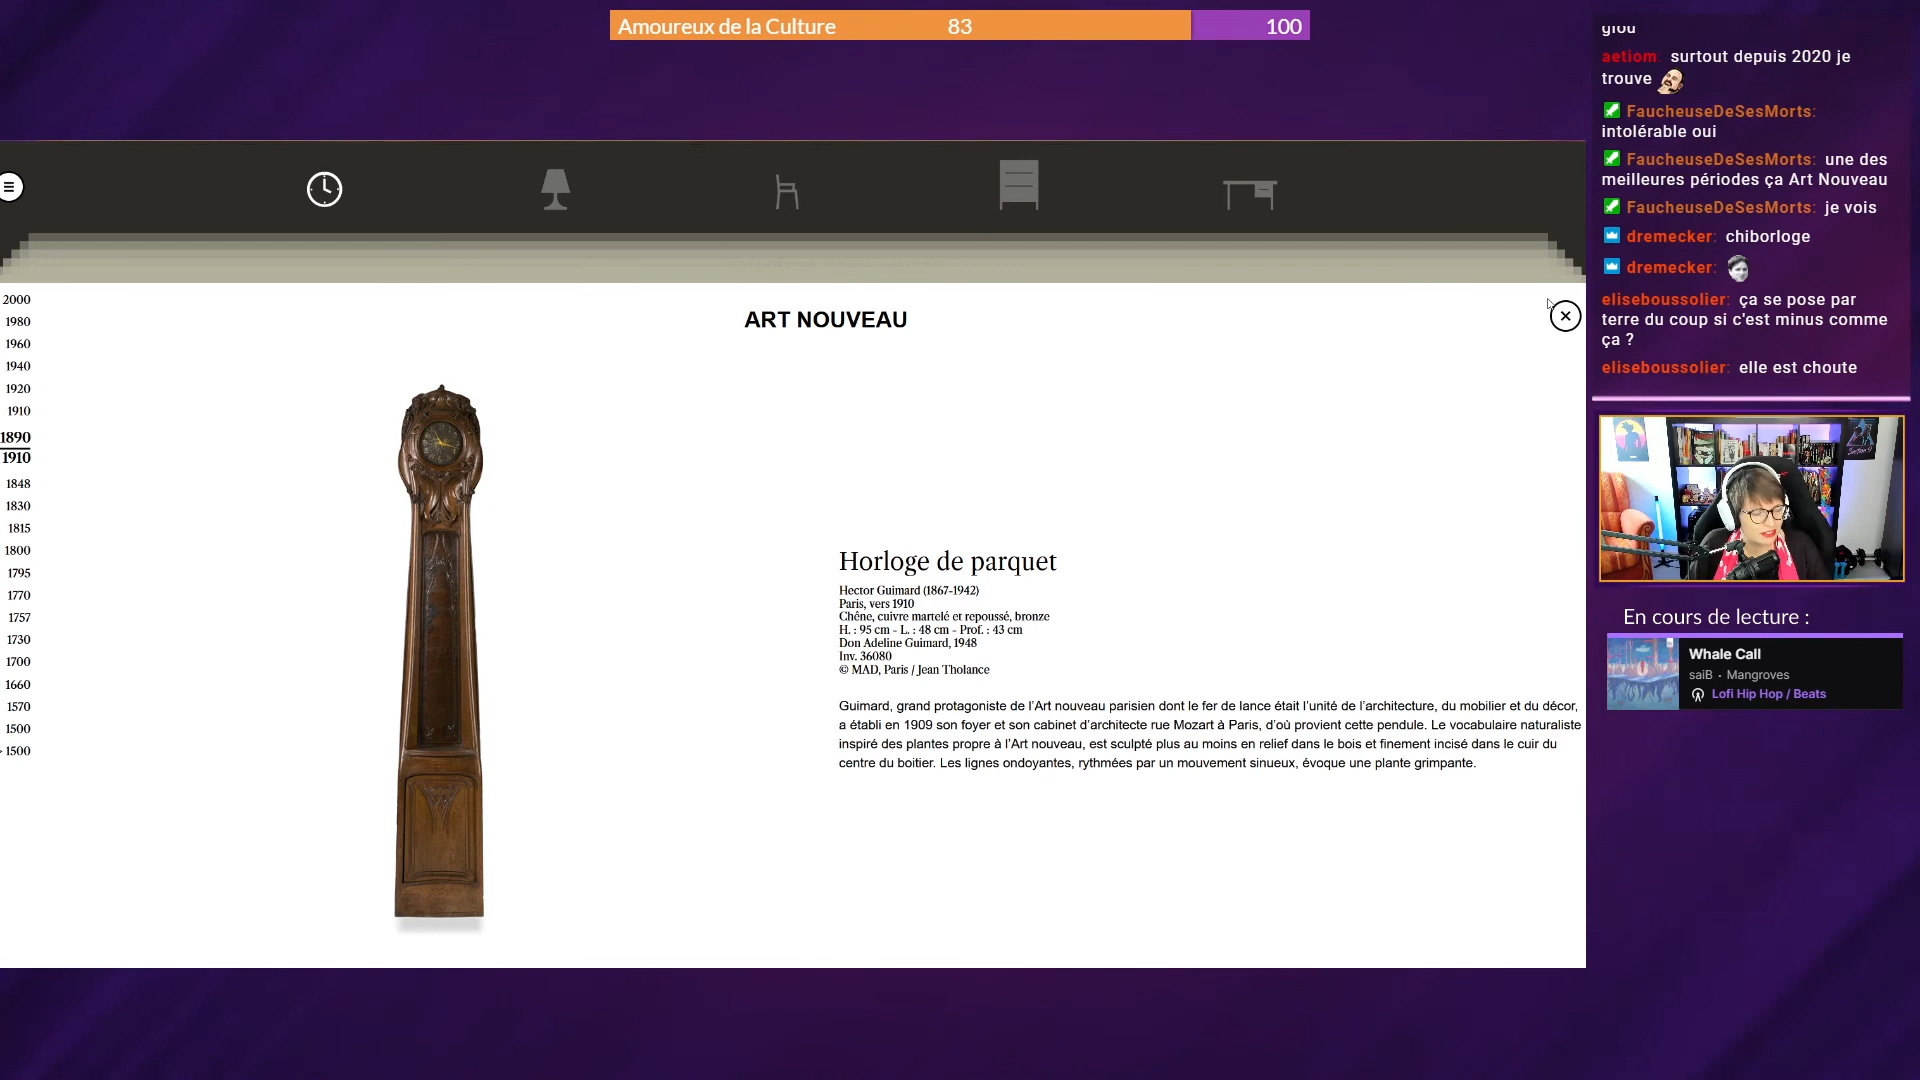 Amoureux de la Culture 83 100
2000
1980
1960
1940
1920
1910
1890
1910
1848
1830
1815
1800
1795
1770
1757
1730
1700
1660
1570
1500
- 1500
ART NOUVEAU
Horloge de parquet
Hector Guimard (1867-1942)
Paris, vers 1910
Chêne, cuivre martelé et repoussé, bronze
H. : 95 cm - L. : 48 cm - Prof. : 43 cm
Don Adeline Guimard, 1948
Inv. 36080
© MAD, Paris / Jean Tholance
Guimard, grand protagoniste de l'Art nouveau parisien dont le fer de lance était l'unité de l'architecture, du mobilier et du décor,
a établi en 1909 son foyer et son cabinet d'architecte rue Mozart à Paris, d'où provient cette pendule. Le vocabulaire naturaliste
inspiré des plantes propre à l'Art nouveau, est sculpté plus au moins en relief dans le bois et finement incisé dans le cuir du
centre du boitier. Les lignes ondoyantes, rythmées par un mouvement sinueux, évoque une plante grimpante.
glou
aetiom: surtout depuis 2020 je
trouve
FaucheuseDeSesMorts:
intolérable oui
FaucheuseDeSesMorts: une des
meilleures périodes ça Art Nouveau
FaucheuseDeSesMorts: je vois
dremecker: chiborloge
dremecker:
eliseboussolier: ça se pose par
terre du coup si c'est minus comme
ça ?
eliseboussolier: elle est choute
En cours de lecture :
Whale Call
saiB • Mangroves
Lofi Hip Hop / Beats